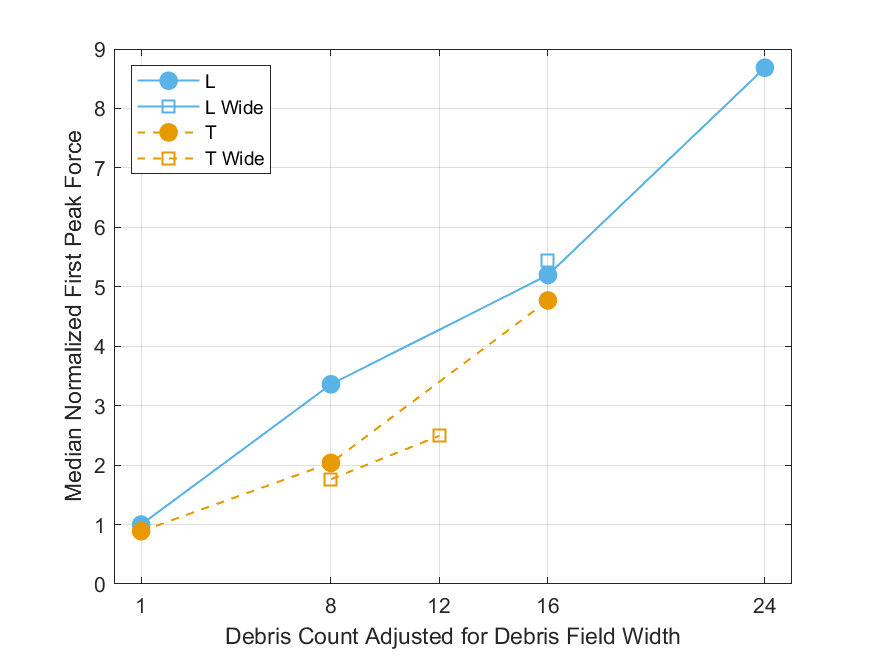 9
8
7
6
5
4
3
2
1
0
Median Normalized First Peak Force
L
L Wide
T
T Wide
1 8 12 16 24
Debris Count Adjusted for Debris Field Width